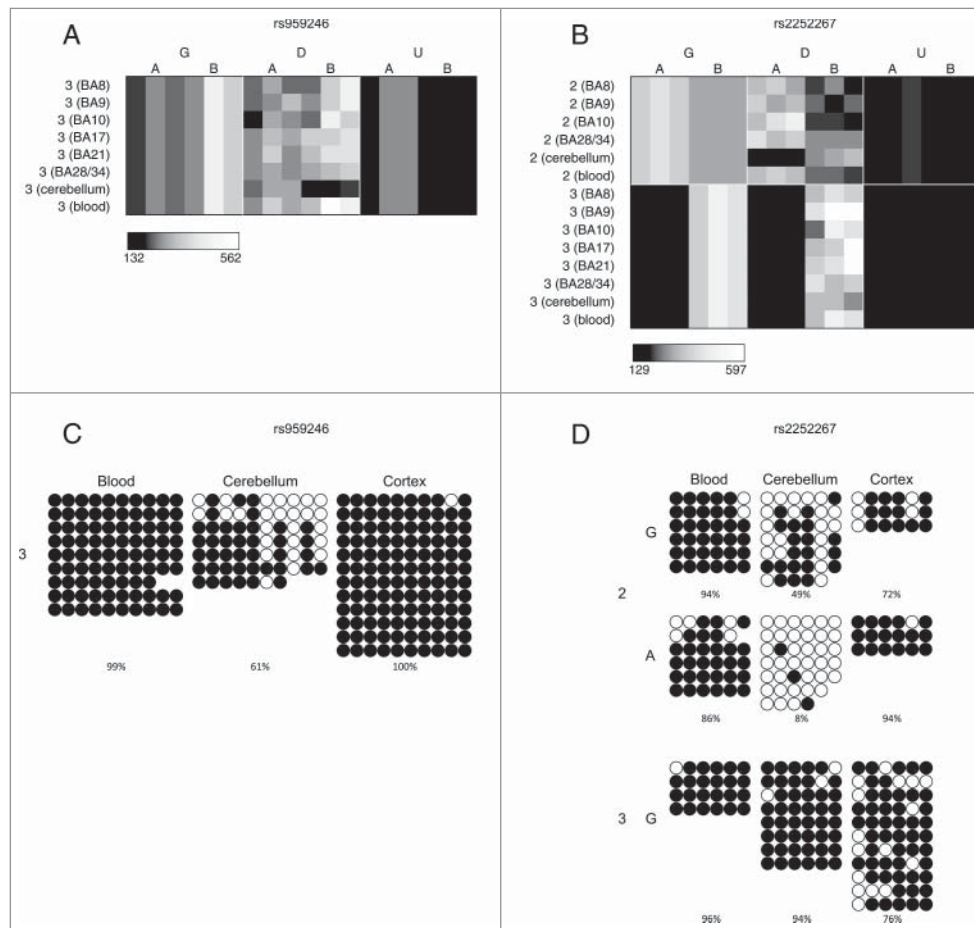 A
rs959246
G D U
A B A B A B
3 (BA8)
3 (BA9)
3 (BA10)
3 (BA17)
3 (BA21)
3 (BA28/34)
3 (cerebellum)
3 (blood)
132 562
B
rs2252267
G D U
A B A B A B
2 (BA8)
2 (BA9)
2 (BA10)
2 (BA28/34)
2 (cerebellum)
2 (blood)
3 (BA8)
3 (BA9)
3 (BA10)
3 (BA17)
3 (BA21)
3 (BA28/34)
3 (cerebellum)
3 (blood)
129 597
C
rs959246
Blood Cerebellum Cortex
3
99% 61% 100%
D
rs2252267
Blood Cerebellum Cortex
G
94% 49% 72%
2
A
86% 8% 94%
3 G
96% 94% 76%